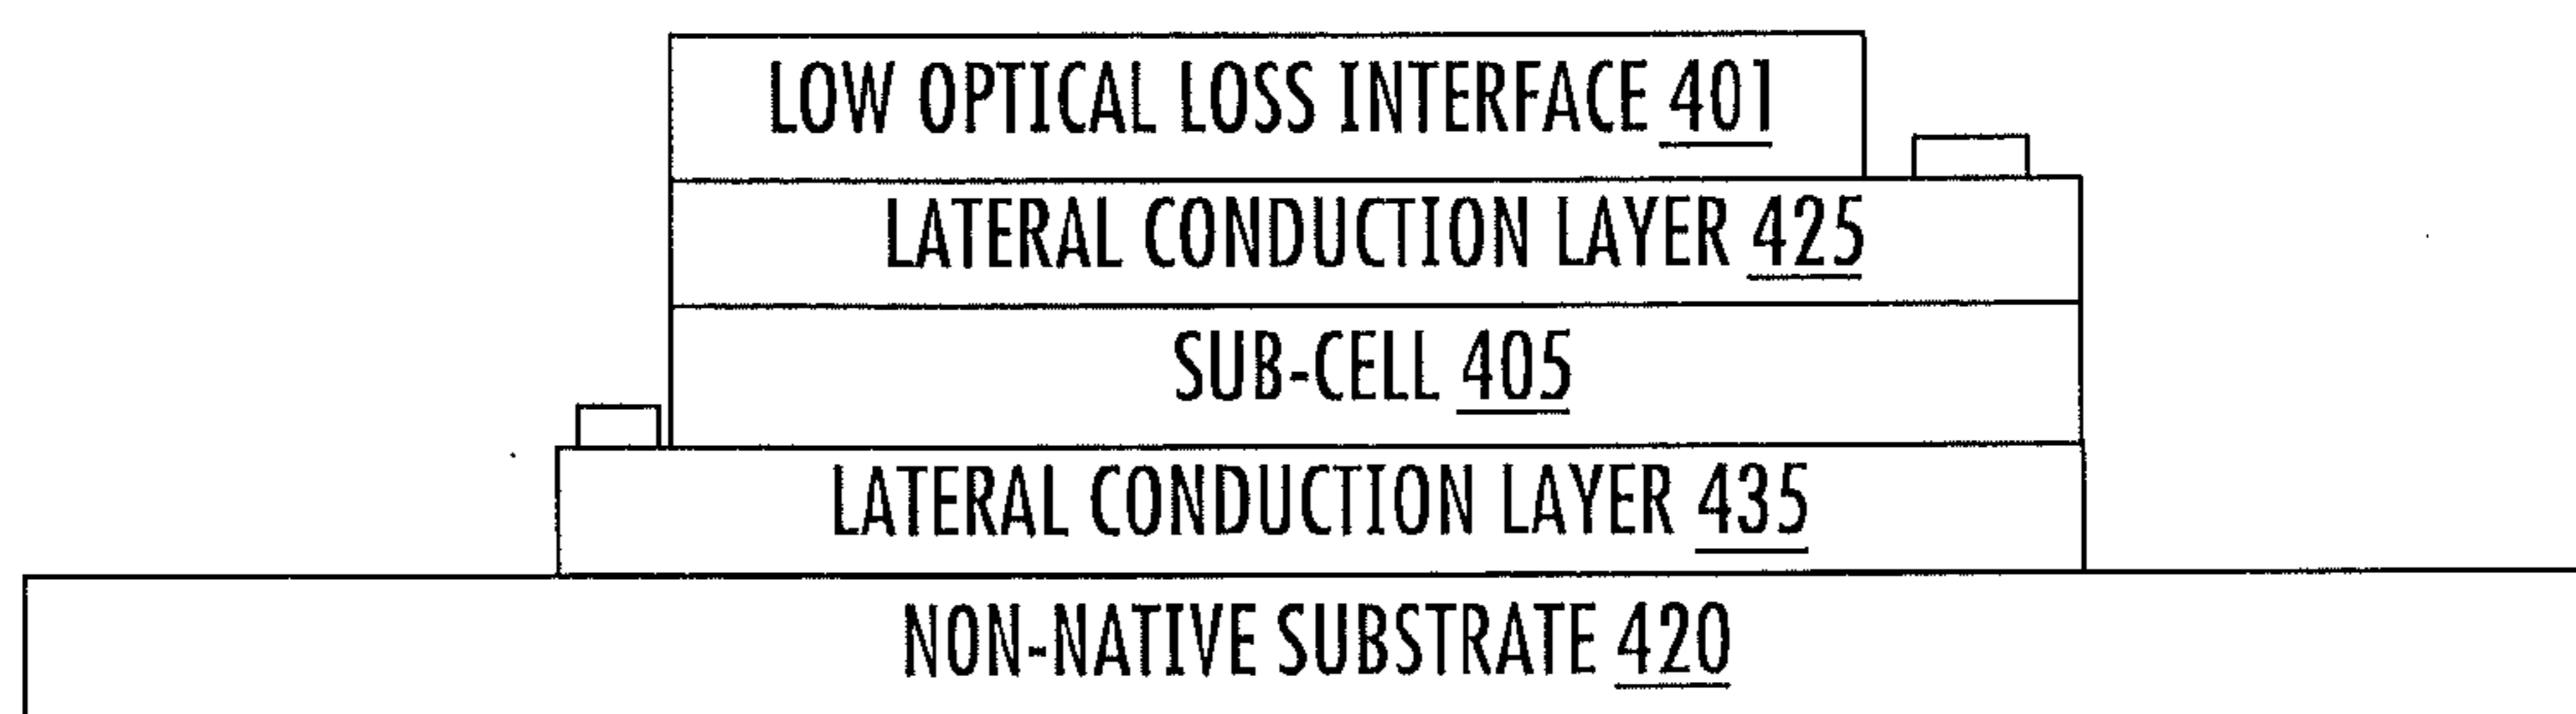 LOW OPTICAL LOSS INTERFACE 401
LATERAL CONDUCTION LAYER 425
SUB-CELL 405
LATERAL CONDUCTION LAYER 435
NON-NATIVE SUBSTRATE 420